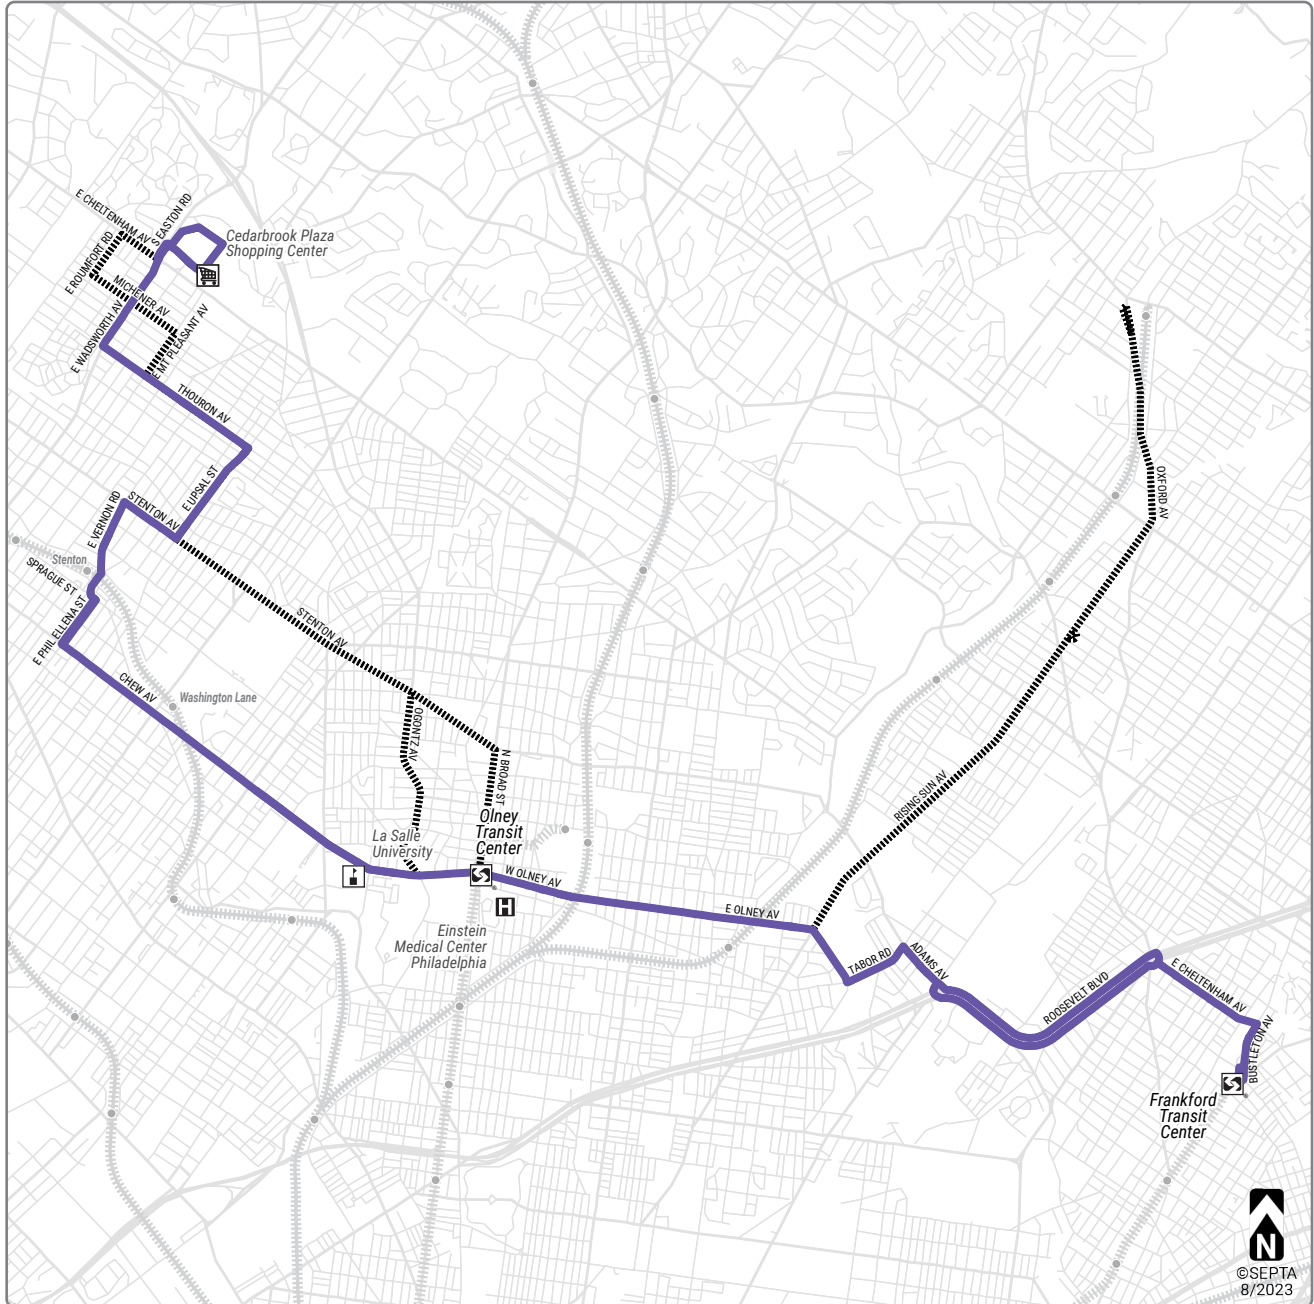 E CHELTENHAM AV
S EASTON RD
Cedarbrook Plaza
Shopping Center
E ROUMFORT RD
MICHENER AV
E WADSWORTH AV
E MT PLEASANT AV
THOURON AV
E UPSAL ST
STENTON AV
E VERNON RD
Stenton
SPRAGUE ST
E PHIL ELLENA ST
CHEW AV
Washington Lane
STENTON AV
OGONTZ AV
N BROAD ST
Olney
Transit
Center
La Salle
University
W OLNEY AV
H
Einstein
Medical Center
Philadelphia
E OLNEY AV
RISING SUN AV
OXFORD AV
TABOR RD
ADAMS AV
ROOSEVELT BLVD
E CHELTENHAM AV
BUSTLETON AV
Frankford
Transit
Center
N
©SEPTA
8/2023